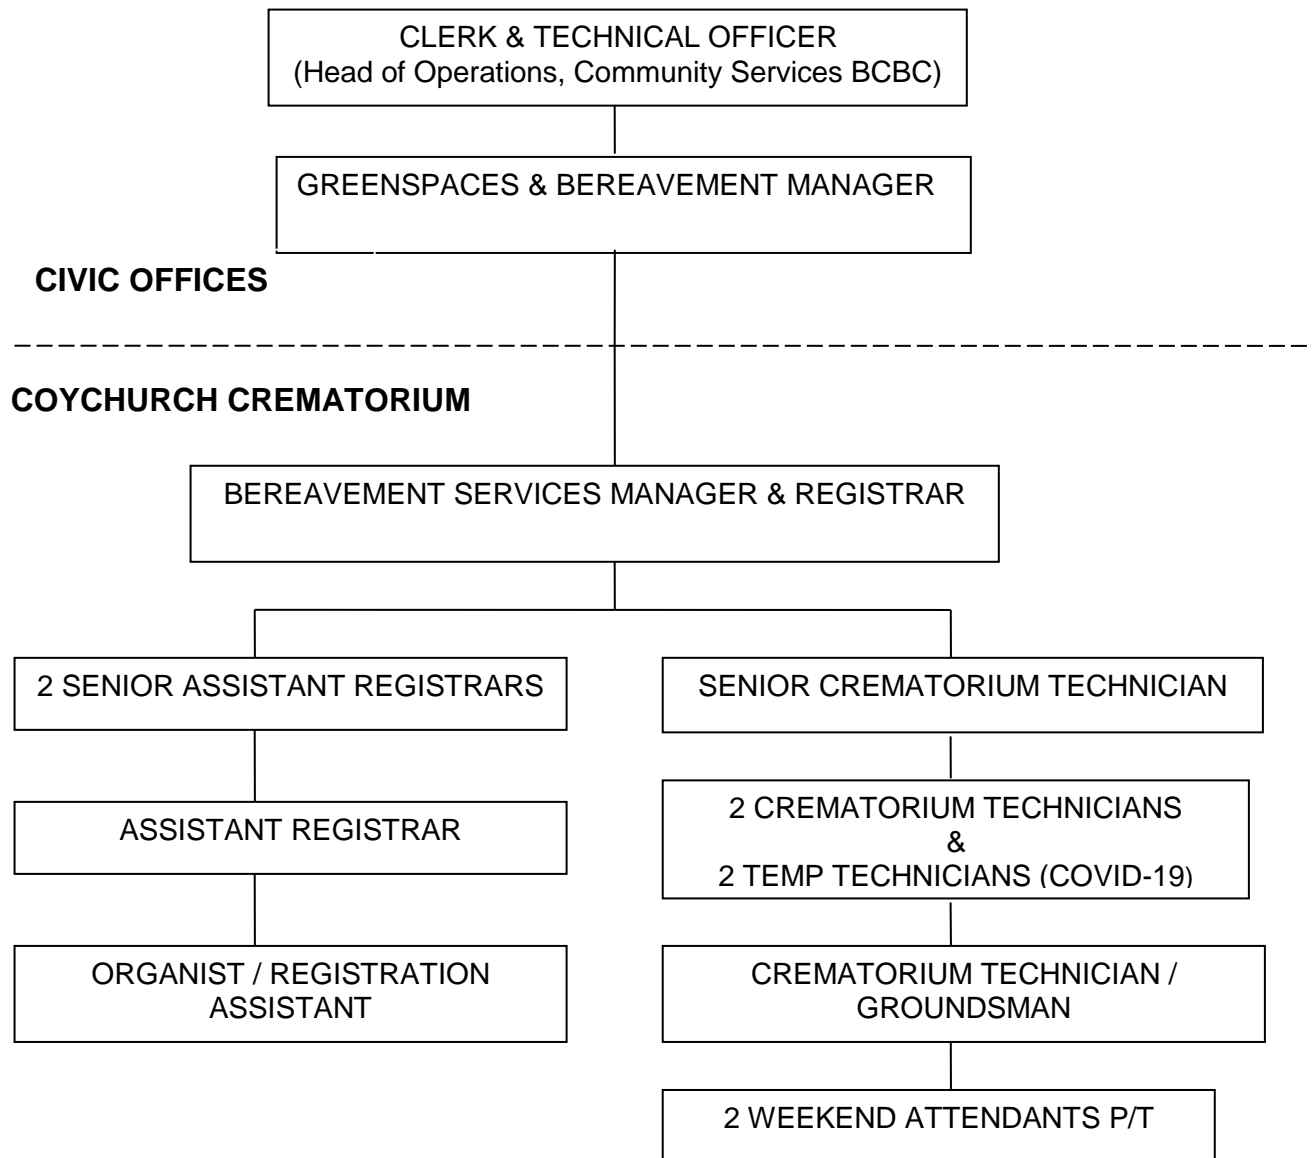 CLERK & TECHNICAL OFFICER
(Head of Operations, Community Services BCBC)
GREENSPACES & BEREAVEMENT MANAGER
CIVIC OFFICES
COYCHURCH CREMATORIUM
BEREAVEMENT SERVICES MANAGER & REGISTRAR
2 SENIOR ASSISTANT REGISTRARS
SENIOR CREMATORIUM TECHNICIAN
ASSISTANT REGISTRAR
2 CREMATORIUM TECHNICIANS
&
2 TEMP TECHNICIANS (COVID-19)
ORGANIST / REGISTRATION
ASSISTANT
CREMATORIUM TECHNICIAN /
GROUNDSMAN
2 WEEKEND ATTENDANTS P/T